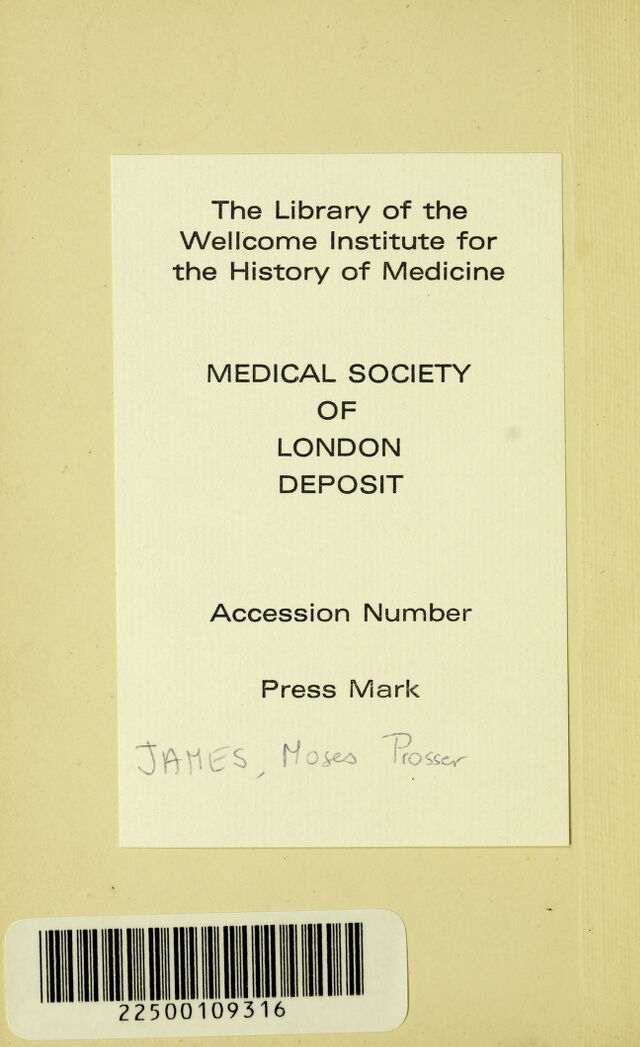 The Library of the
Wellcome Institute for
the History of Medicine
MEDICAL SOCIETY
OF
LONDON
DEPOSIT
Accession Number
Press Mark
JAMES, Moses Prosser
22500109316